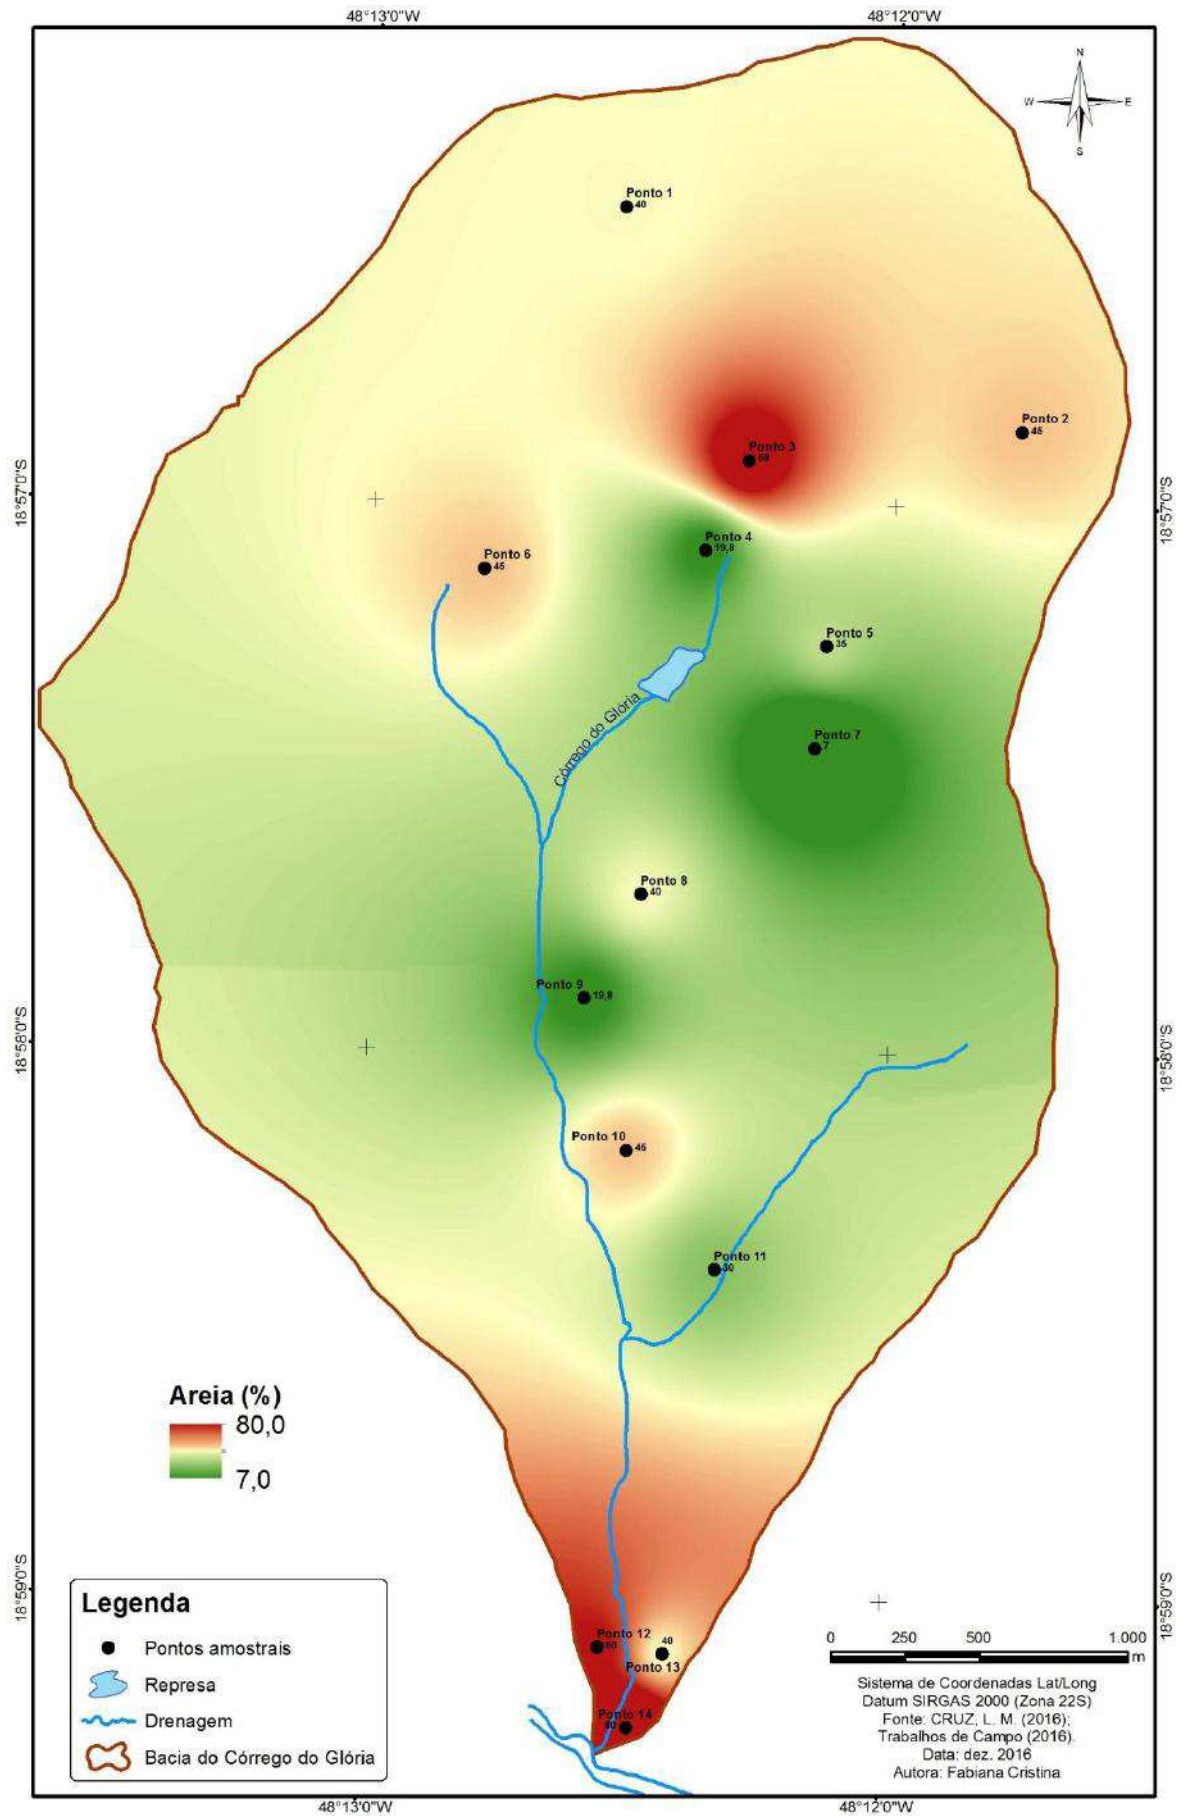 48°13'0"W
48°12'0"W
N
W
E
S
Ponto 1
40
Ponto 2
45
Ponto 3
18°57'0"S
18°57'0"S
Ponto 4
19,8
Ponto 6
45
Ponto 5
35
Córrego do Glória
Ponto 7
7
Ponto 8
40
Ponto 9
19,8
18°58'0"S
18°58'0"S
Ponto 10
45
Ponto 11
30
Areia (%)
80,0
7,0
18°59'0"S
18°59'0"S
Legenda
Pontos amostrais
Represa
Drenagem
Bacia do Córrego do Glória
Ponto 12
40
Ponto 13
Ponto 14
80
0 250 500 1.000
m
Sistema de Coordenadas Lat/Long
Datum SIRGAS 2000 (Zona 22S)
Fonte: CRUZ, L. M. (2016);
Trabalhos de Campo (2016).
Data: dez. 2016
Autora: Fabiana Cristina
48°13'0"W
48°12'0"W